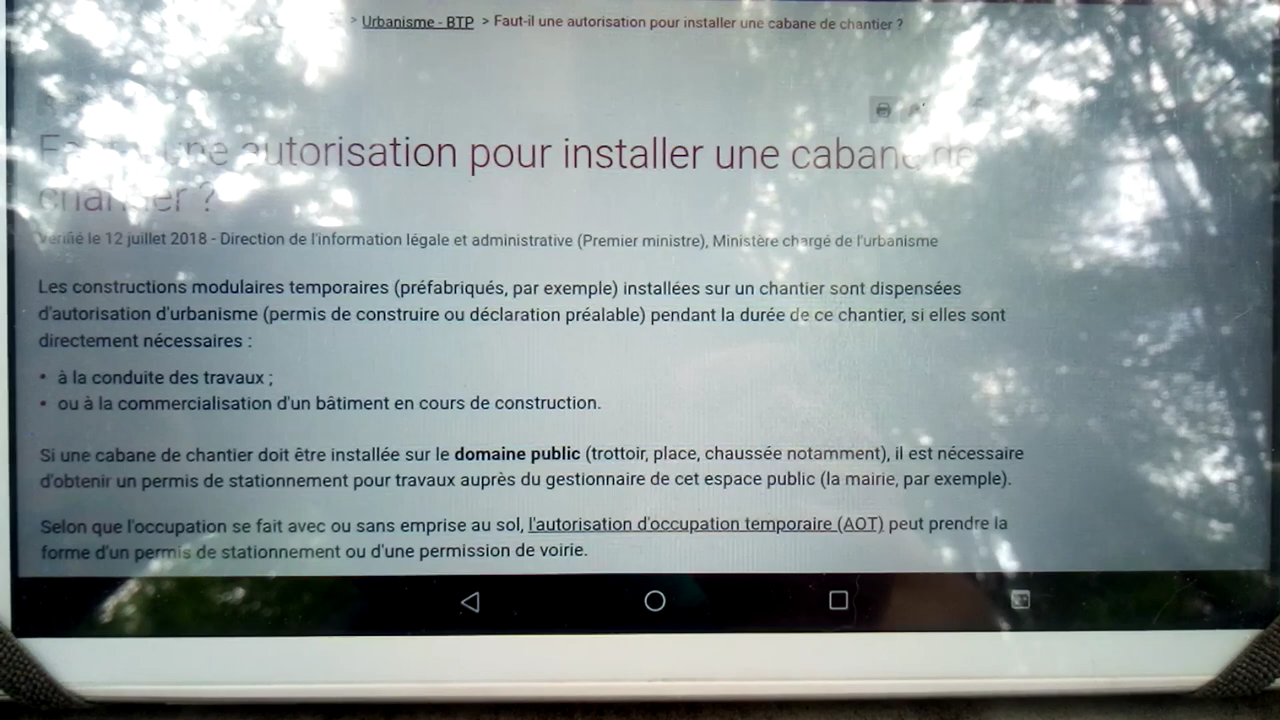 > Urbanisme - BTP > Faut-il une autorisation pour installer une cabane de chantier ?
Faut-il une autorisation pour installer une cabane de
chantier ?
Vérifié le 12 juillet 2018 - Direction de l'information légale et administrative (Premier ministre), Ministère chargé de l'urbanisme
Les constructions modulaires temporaires (préfabriqués, par exemple) installées sur un chantier sont dispensées
d'autorisation d'urbanisme (permis de construire ou déclaration préalable) pendant la durée de ce chantier, si elles sont
directement nécessaires :
• à la conduite des travaux ;
• ou à la commercialisation d'un bâtiment en cours de construction.
Si une cabane de chantier doit être installée sur le domaine public (trottoir, place, chaussée notamment), il est nécessaire
d'obtenir un permis de stationnement pour travaux auprès du gestionnaire de cet espace public (la mairie, par exemple).
Selon que l'occupation se fait avec ou sans emprise au sol, l'autorisation d'occupation temporaire (AOT) peut prendre la
forme d'un permis de stationnement ou d'une permission de voirie.